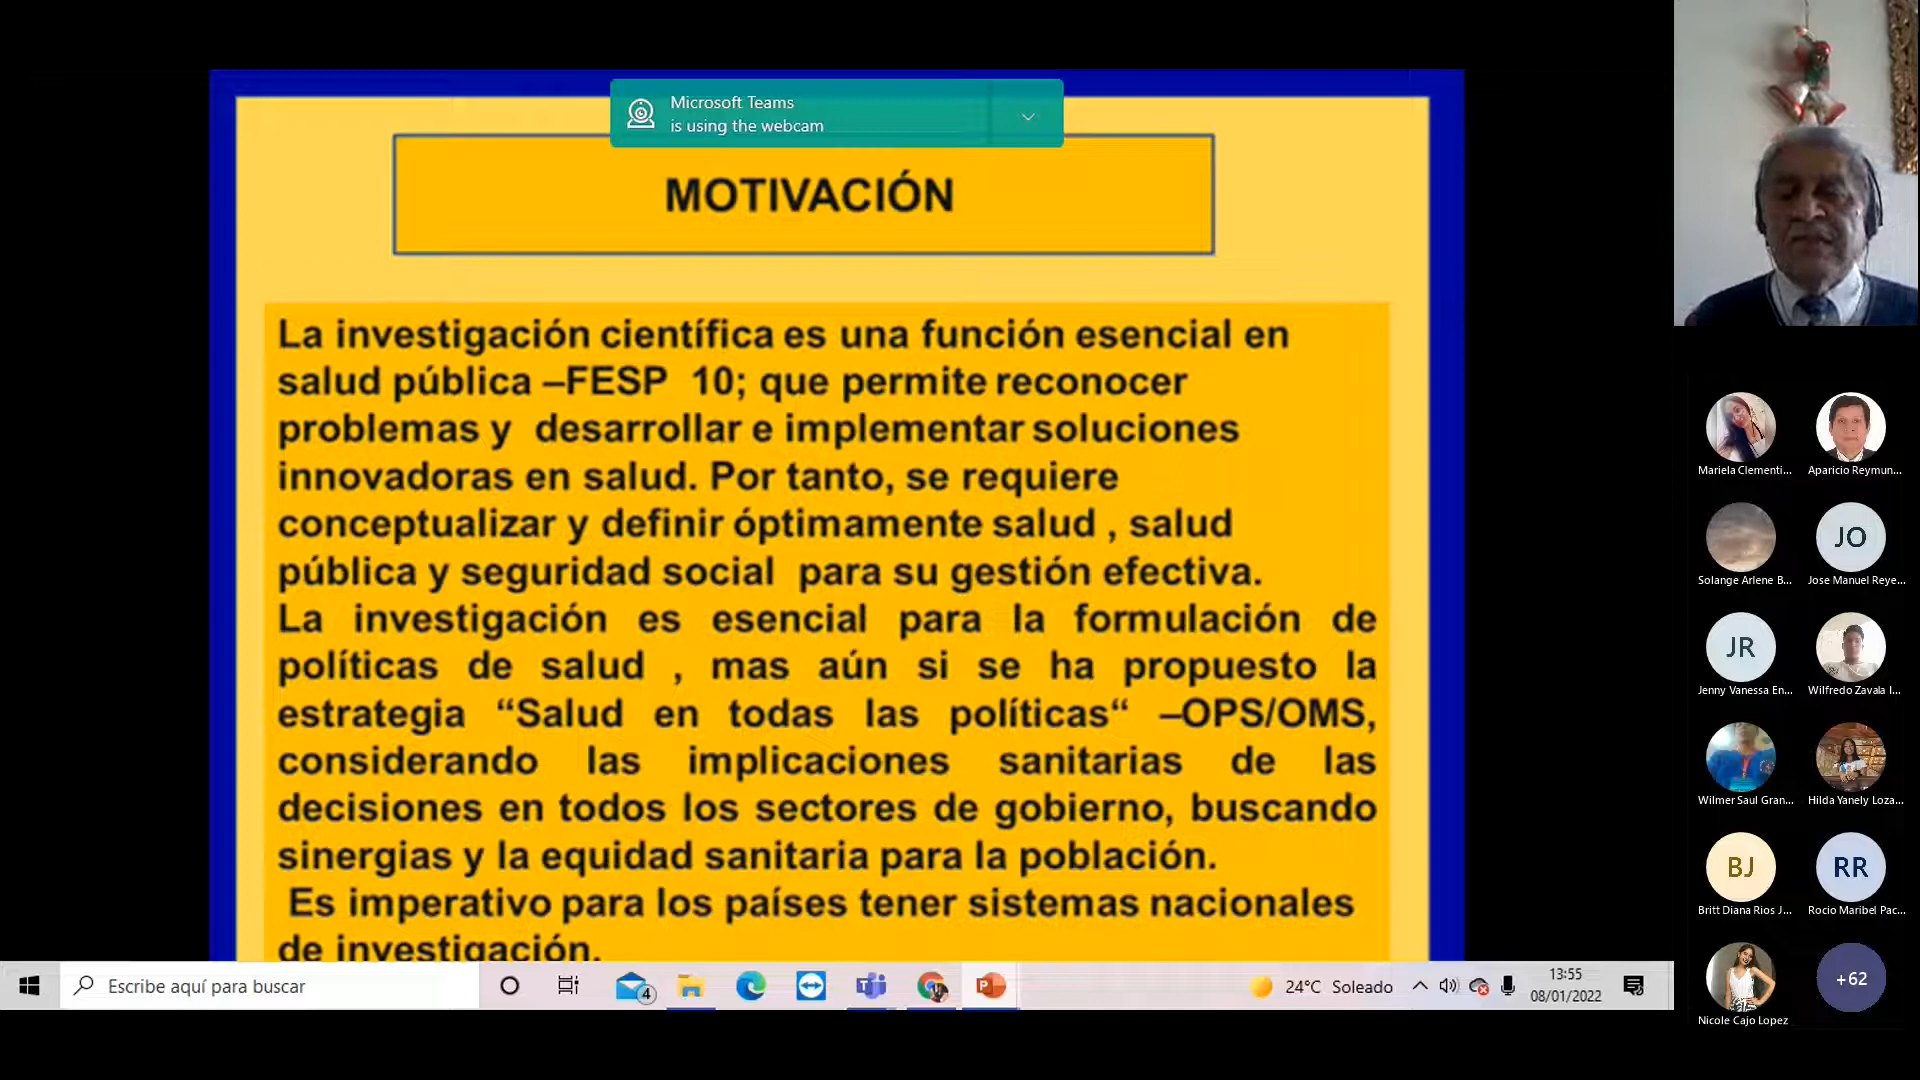 Microsoft Teams
is using the webcam
MOTIVACIÓN
La investigación científica es una función esencial en
salud pública –FESP 10; que permite reconocer
problemas y desarrollar e implementar soluciones
innovadoras en salud. Por tanto, se requiere
conceptualizar y definir óptimamente salud , salud
pública y seguridad social para su gestión efectiva.
La investigación es esencial para la formulación de
políticas de salud , mas aún si se ha propuesto la
estrategia “Salud en todas las políticas“ –OPS/OMS,
considerando las implicaciones sanitarias de las
decisiones en todos los sectores de gobierno, buscando
sinergias y la equidad sanitaria para la población.
Es imperativo para los países tener sistemas nacionales
de investigación.
Escribe aquí para buscar
4
24°C Soleado
13:55
08/01/2022
Mariela Clementi...
Aparicio Reymun...
Solange Arlene B...
JO
Jose Manuel Reye...
JR
Jenny Vanessa En...
Wilfredo Zavala I...
Wilmer Saul Gran...
Hilda Yanely Loza...
BJ
Britt Diana Rios J...
RR
Rocio Maribel Pac...
Nicole Cajo Lopez
+62